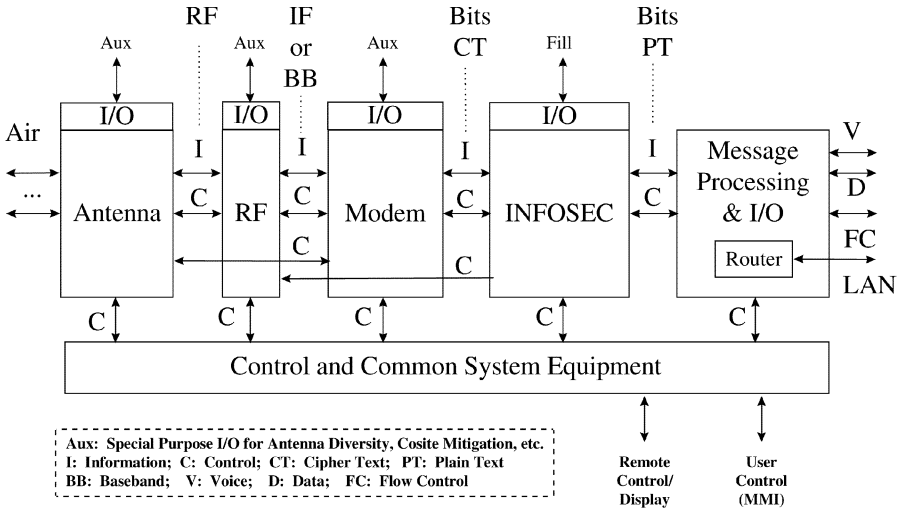 RF
IF
or
BB
Bits
CT
Bits
PT
Aux
Aux
Aux
Fill
I/O
I/O
I/O
I/O
Air
...
I
I
I
I
C
C
C
C
Antenna
RF
Modem
INFOSEC
Message
Processing
& I/O
Router
V
D
FC
LAN
C
C
C
C
C
C
C
Control and Common System Equipment
Aux: Special Purpose I/O for Antenna Diversity, Cosite Mitigation, etc.
I: Information; C: Control; CT: Cipher Text; PT: Plain Text
BB: Baseband; V: Voice; D: Data; FC: Flow Control
Remote
Control/
Display
User
Control
(MMI)